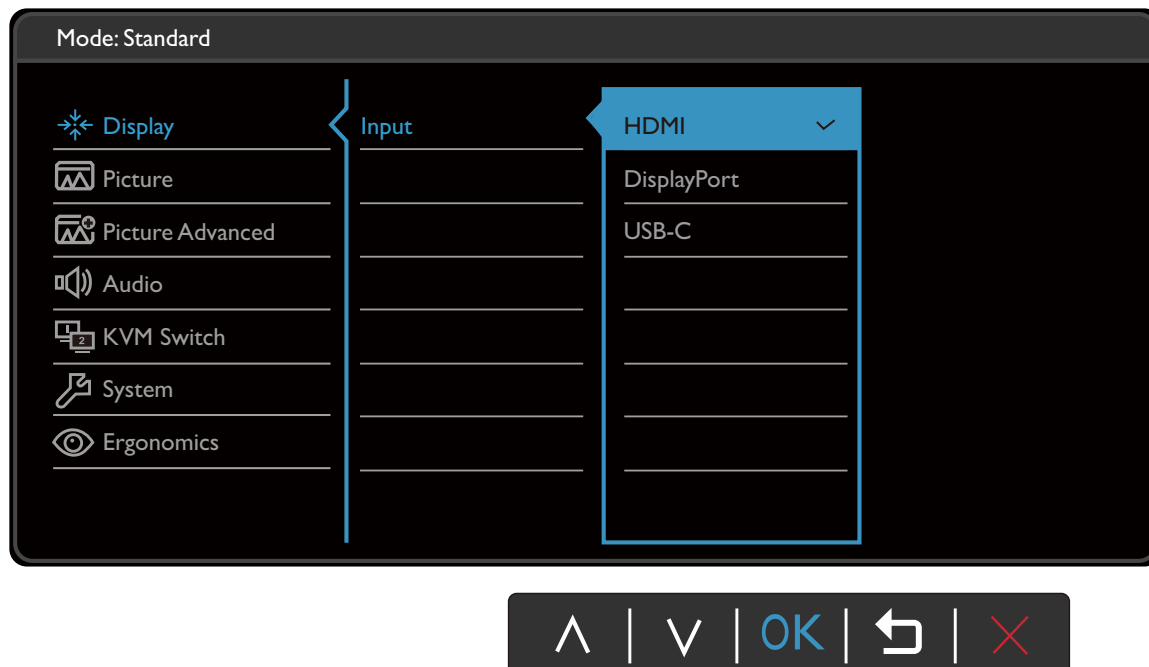 Mode: Standard
Display
Input
HDMI
Picture
DisplayPort
Picture Advanced
USB-C
Audio
2
KVM Switch
System
Ergonomics
OK